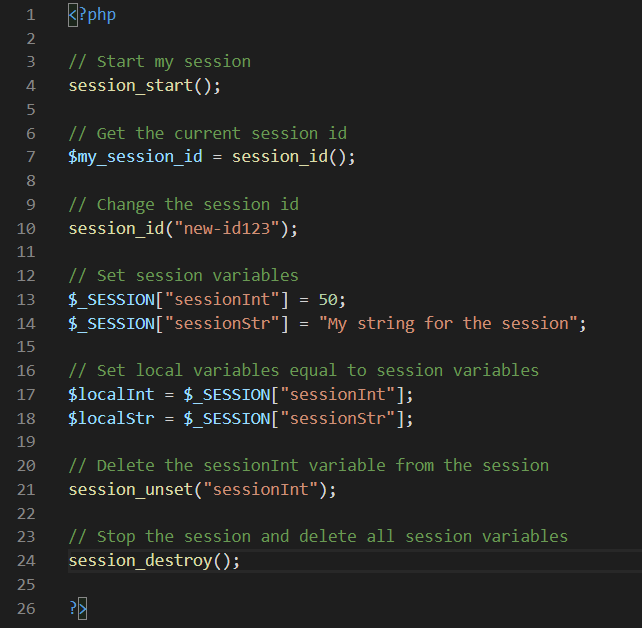 1 <?php
2
3 // Start my session
4 session_start();
5
6 // Get the current session id
7 $my_session_id = session_id();
8
9 // Change the session id
10 session_id("new-id123");
11
12 // Set session variables
13 $_SESSION["sessionInt"] = 50;
14 $_SESSION["sessionStr"] = "My string for the session";
15
16 // Set local variables equal to session variables
17 $localInt = $_SESSION["sessionInt"];
18 $localStr = $_SESSION["sessionStr"];
19
20 // Delete the sessionInt variable from the session
21 session_unset("sessionInt");
22
23 // Stop the session and delete all session variables
24 session_destroy();
25
26 ?>